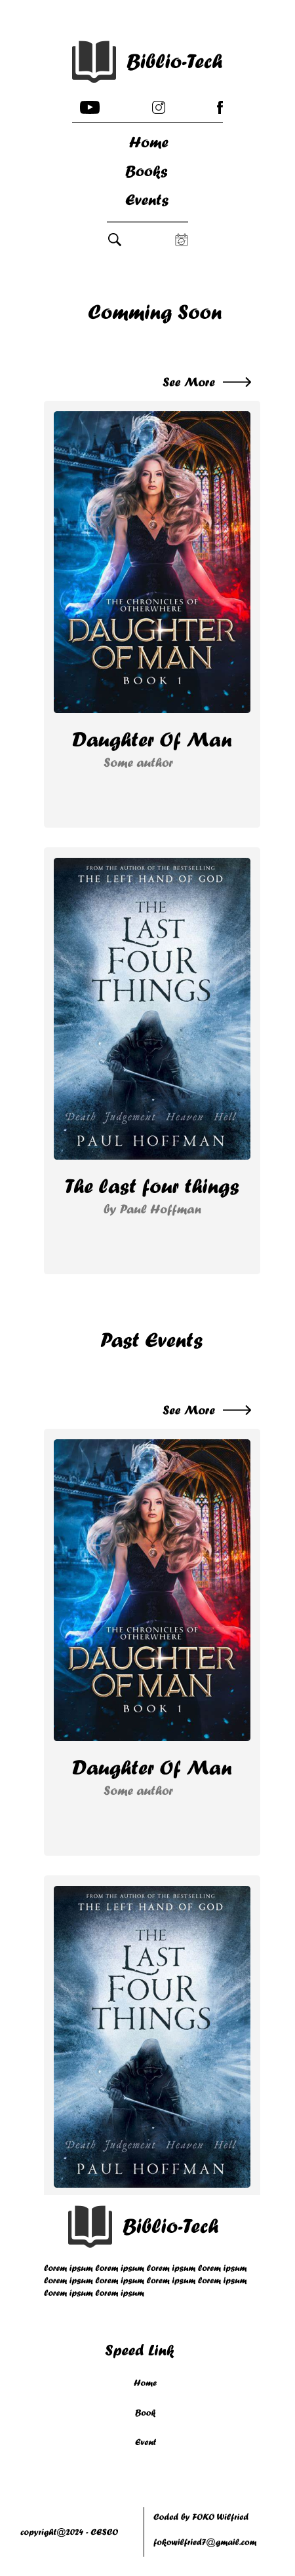 Biblio-Tech
Home
Books
Events
Comming Soon
See More
THE CHRONICLES OF
OTHERWHERE
DAUGHTER
OF MAN
BOOK 1
Daughter Of Man
Some author
FROM THE AUTHOR OF THE BESTSELLING
THE LEFT HAND OF GOD
THE
LAST
FOUR
THINGS
Death Judgement Heaven Hell
PAUL HOFFMAN
The last four things
by Paul Hoffman
Past Events
See More
THE CHRONICLES OF
OTHERWHERE
DAUGHTER
OF MAN
BOOK 1
Daughter Of Man
Some author
FROM THE AUTHOR OF THE BESTSELLING
THE LEFT HAND OF GOD
THE
LAST
FOUR
THINGS
Death Judgement Heaven Hell
PAUL HOFFMAN
Biblio-Tech
lorem ipsum lorem ipsum lorem ipsum lorem ipsum
lorem ipsum lorem ipsum lorem ipsum lorem ipsum
lorem ipsum lorem ipsum
Speed Link
Home
Book
Event
copyright@2024 - CESCO
Coded by FOKO Wilfried
fokowilfried7@gmail.com